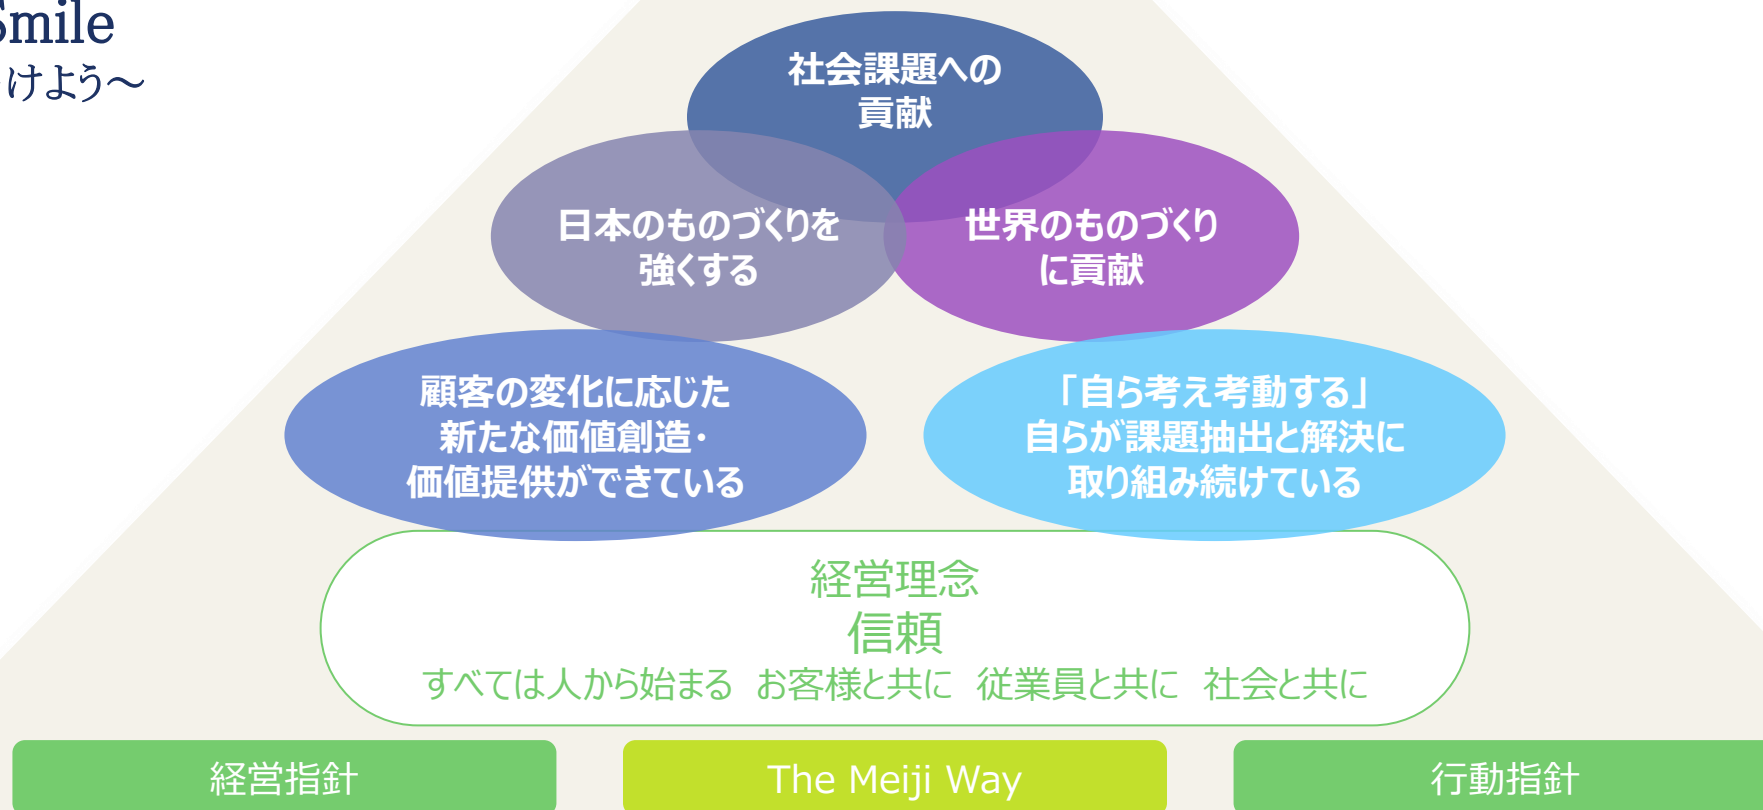 Smile
けよう～
社会課題への
貢献
日本のものづくりを
強くする
世界のものづくり
に貢献
顧客の変化に応じた
新たな価値創造・
価値提供ができている
「自ら考え考動する」
自らが課題抽出と解決に
取り組み続けている
経営理念
信頼
すべては人から始まる お客様と共に 従業員と共に 社会と共に
経営指針
The Meiji Way
行動指針